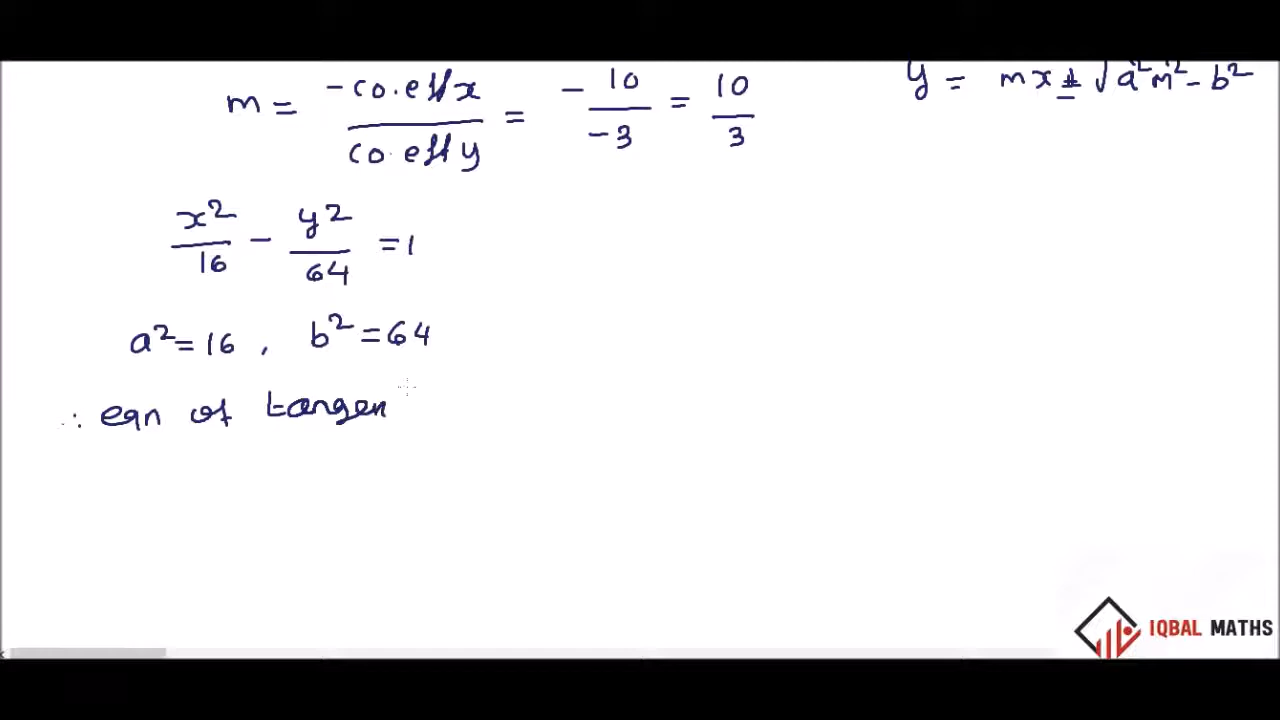 m = -co.eff x / co.eff y = - 10 / -3 = 10 / 3
y = mx ± √a²m² - b²
x² / 16 - y² / 64 = 1
a² = 16 , b² = 64
∴ eqn of tangen
IQBAL MATHS